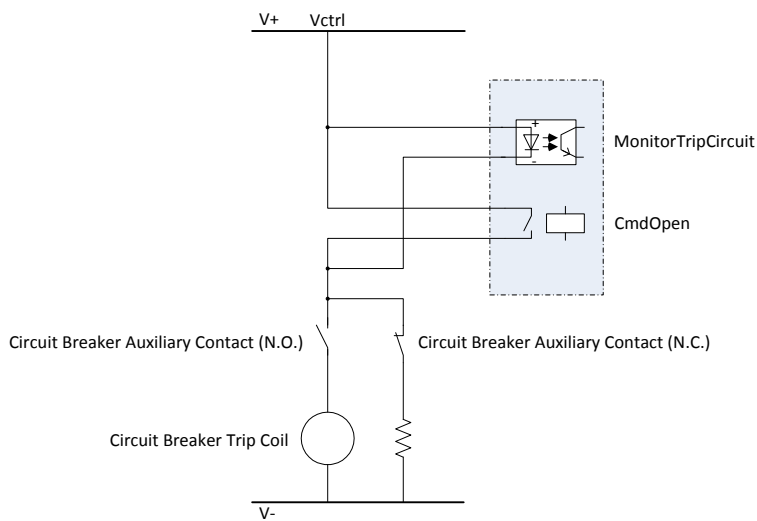 V+ Vctrl
+
MonitorTripCircuit
-
CmdOpen
Circuit Breaker Auxiliary Contact (N.O.)
Circuit Breaker Auxiliary Contact (N.C.)
Circuit Breaker Trip Coil
V-